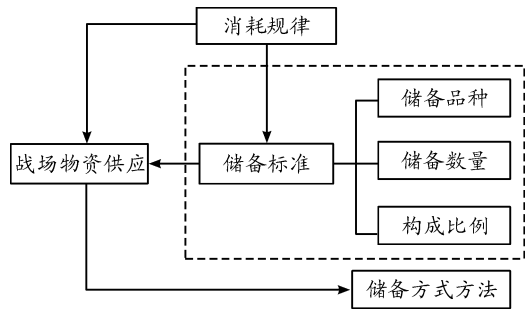 消耗规律
储备品种
战场物资供应
储备标准
储备数量
构成比例
储备方式方法